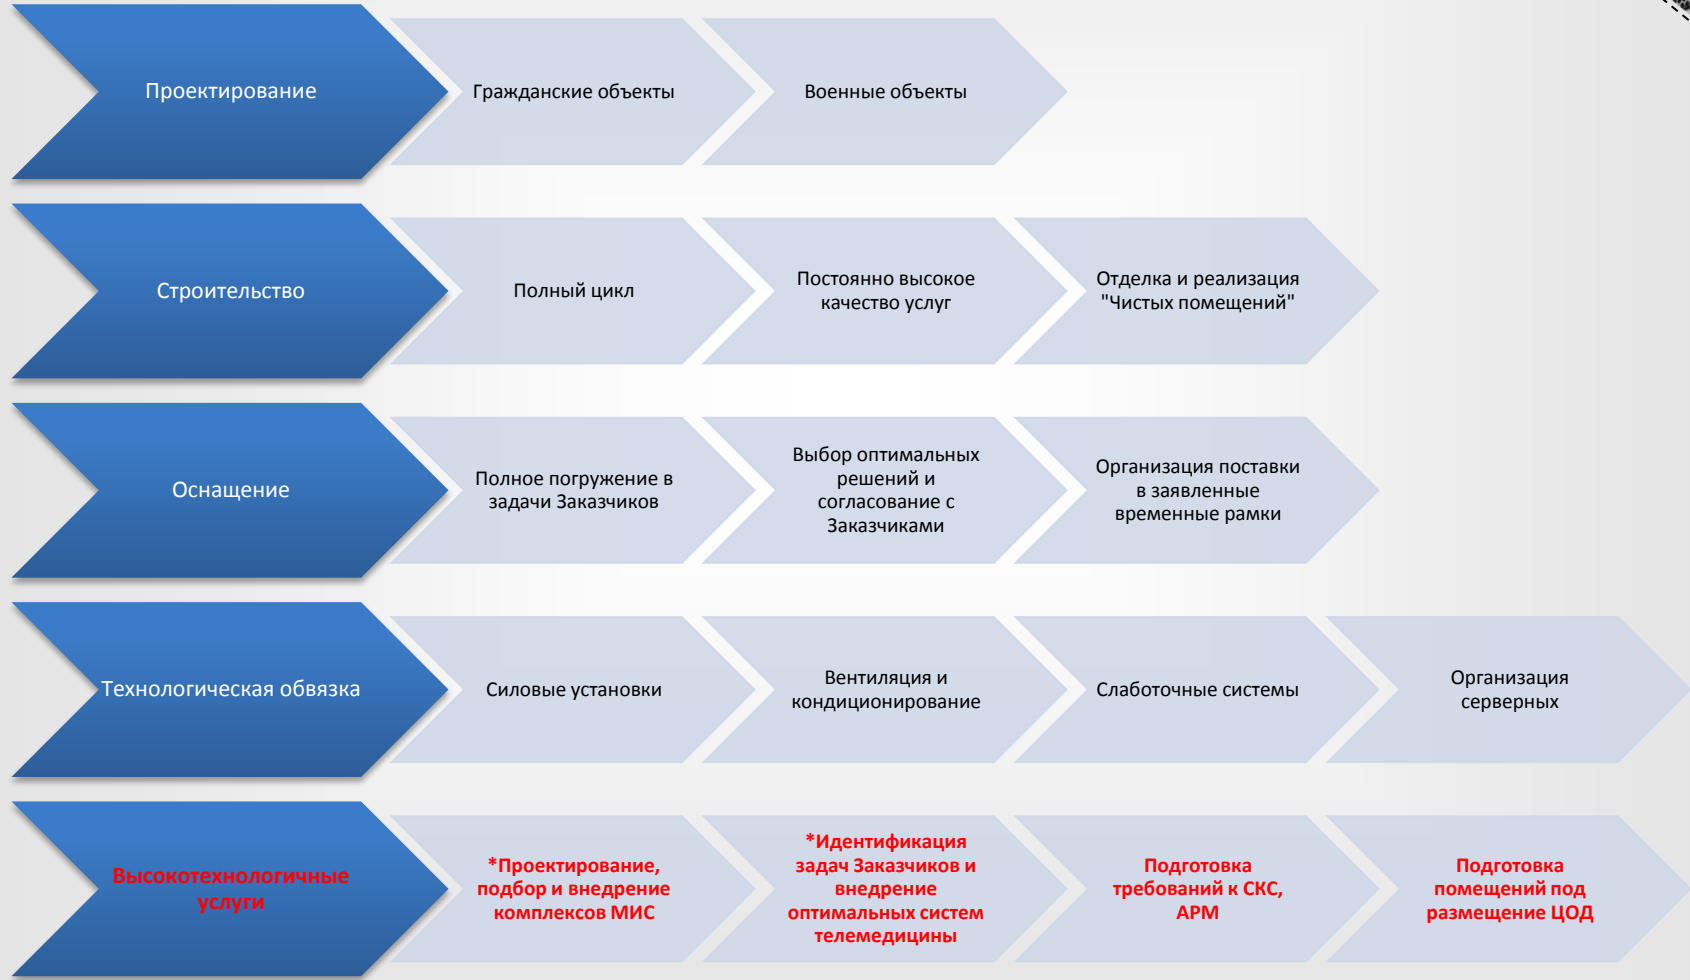 Проектирование
Гражданские объекты
Военные объекты
Строительство
Полный цикл
Постоянно высокое
качество услуг
Отделка и реализация
"Чистых помещений"
Оснащение
Полное погружение в
задачи Заказчиков
Выбор оптимальных
решений и
согласование с
Заказчиками
Организация поставки
в заявленные
временные рамки
Технологическая обвязка
Силовые установки
Вентиляция и
кондиционирование
Слаботочные системы
Организация
серверных
Высокотехнологичные
услуги
*Проектирование,
подбор и внедрение
комплексов МИС
*Идентификация
задач Заказчиков и
внедрение
оптимальных систем
телемедицины
Подготовка
требований к СКС,
АРМ
Подготовка
помещений под
размещение ЦОД